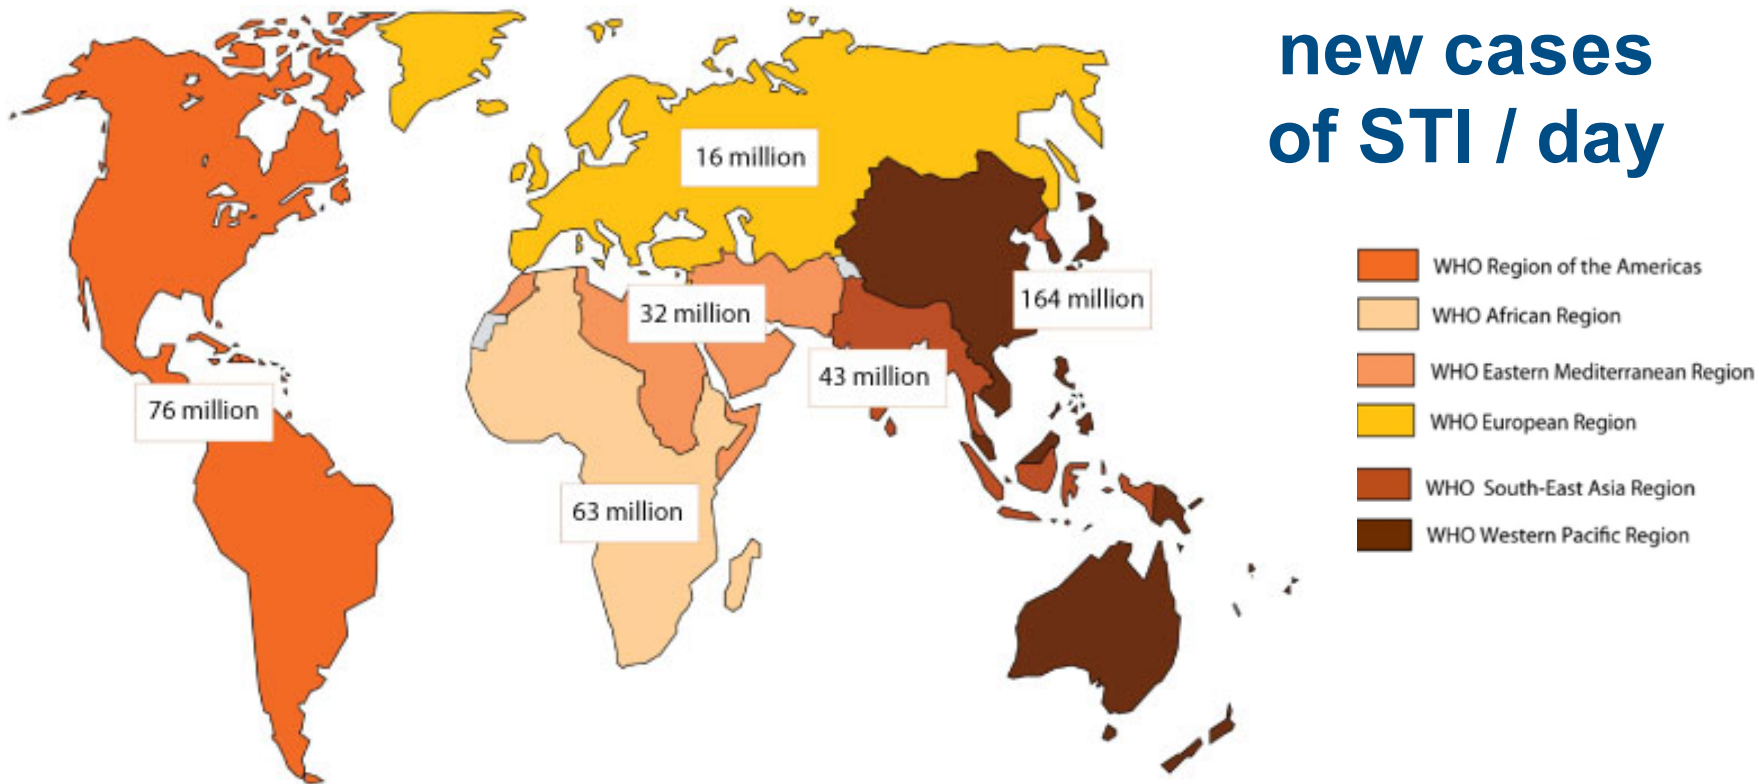 new cases
of STI / day
16 million
164 million
32 million
43 million
76 million
63 million
WHO Region of the Americas
WHO African Region
WHO Eastern Mediterranean Region
WHO European Region
WHO South-East Asia Region
WHO Western Pacific Region